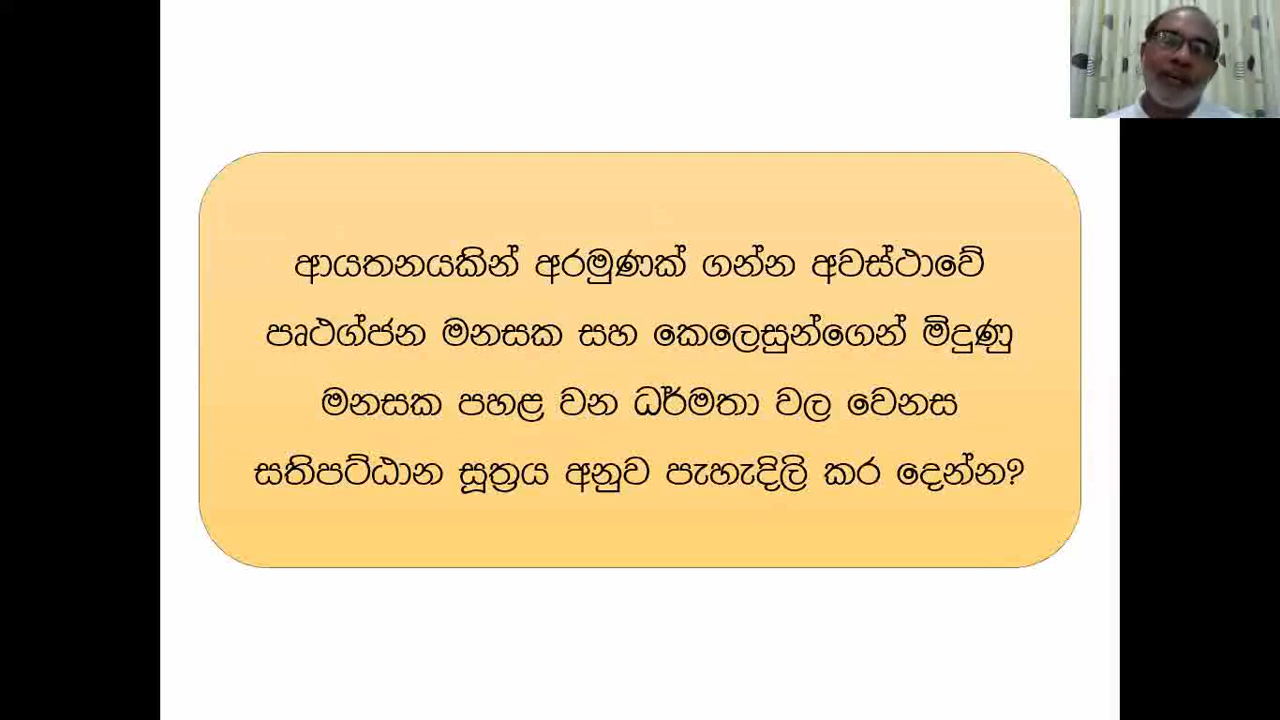 ආයතනයකින් අරමුණක් ගන්න අවස්ථාවේ
පෘථග්ජන මනසක සහ කෙලෙසුන්ගෙන් මිදුණු
මනසක පහළ වන ධර්මතා වල වෙනස
සතිපට්ඨාන සූත්‍රය අනුව පැහැදිලි කර දෙන්න?